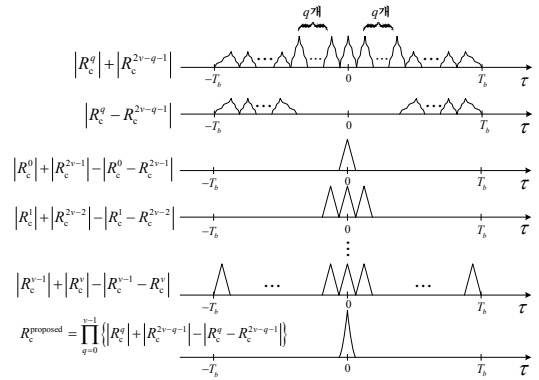 q개 q개
|R_c^q|+|R_c^{2v-q-1}| −T_b ... ... ... ... 0 T_b τ
|R_c^q − R_c^{2v-q-1}| −T_b ... 0 ... T_b τ
|R_c^0|+|R_c^{2v-1}|−|R_c^0 − R_c^{2v-1}| −T_b 0 T_b τ
|R_c^1|+|R_c^{2v-2}|−|R_c^1 − R_c^{2v-2}| −T_b 0 T_b τ
⋮
|R_c^{v-1}|+|R_c^v|−|R_c^{v-1} − R_c^v| −T_b ... 0 ... T_b τ
R_c^{proposed} = ∏_{q=0}^{v-1} {|R_c^q|+|R_c^{2v-q-1}|−|R_c^q − R_c^{2v-q-1}|} −T_b 0 T_b τ